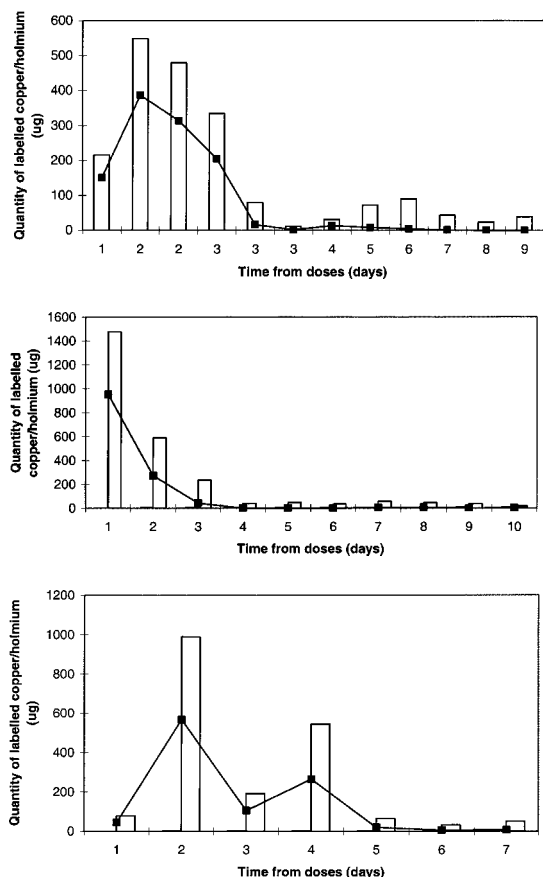 Quantity of labelled copper/holmium
(ug)
600
500
400
300
200
100
0
1 2 2 3 3 3 4 5 6 7 8 9
Time from doses (days)
Quantity of labelled
copper/holmium (ug)
1600
1400
1200
1000
800
600
400
200
0
1 2 3 4 5 6 7 8 9 10
Time from doses (days)
Quantity of labelled copper/holmium
(ug)
1200
1000
800
600
400
200
0
1 2 3 4 5 6 7
Time from doses (days)